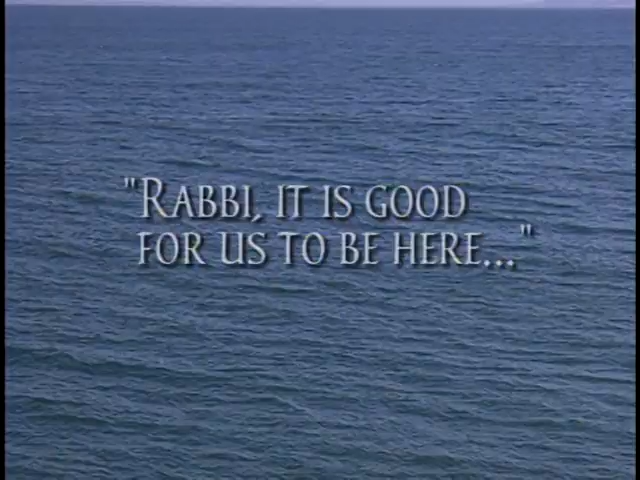 "RABBI, IT IS GOOD
FOR US TO BE HERE..."